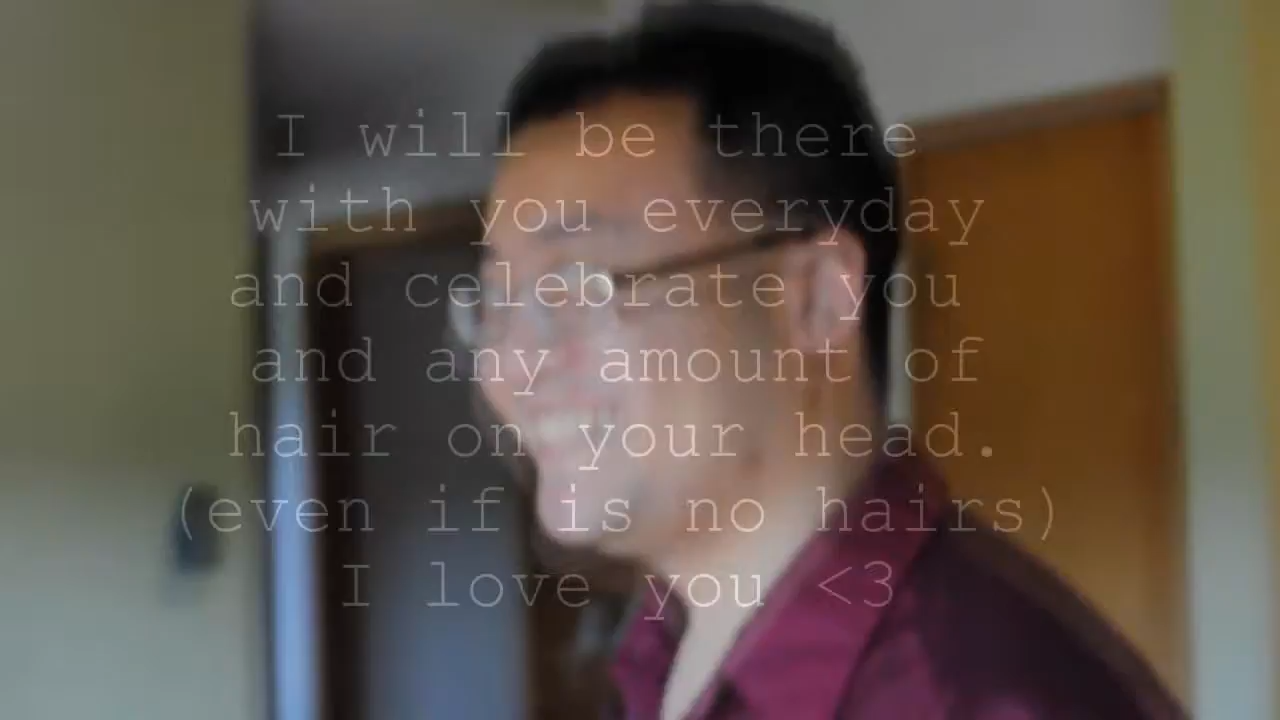 I will be there
with you everyday
and celebrate you
and any amount of
hair on your head.
(even if is no hairs)
I love you <3